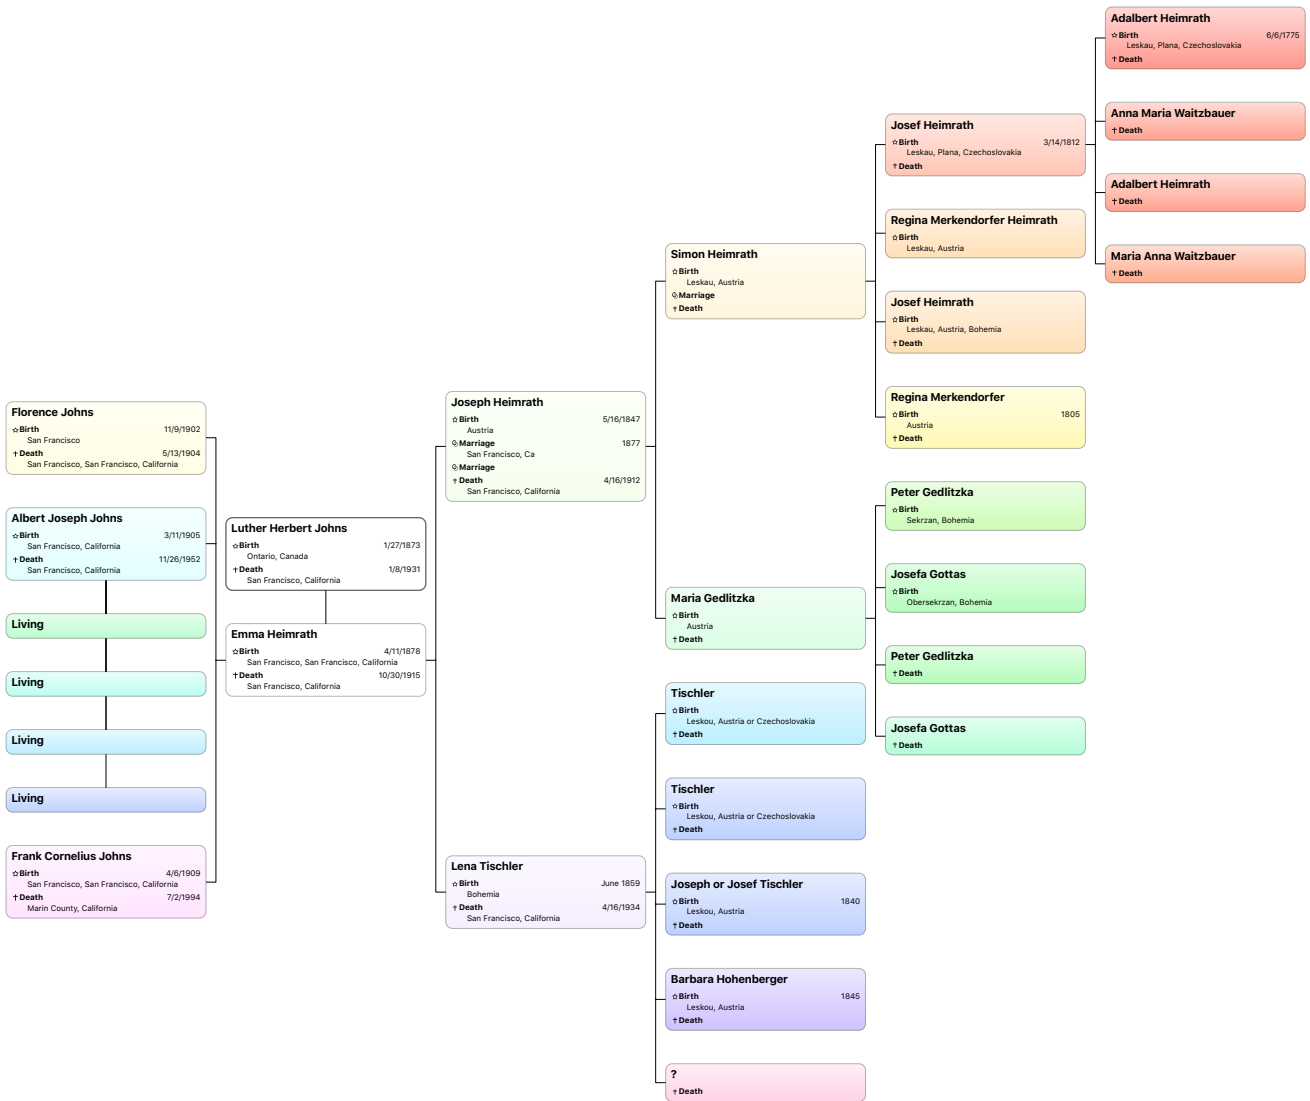 Adalbert Heimrath
☆Birth 6/6/1775
Leskau, Plana, Czechoslovakia
†Death
Anna Maria Waitzbauer
†Death
Adalbert Heimrath
†Death
Maria Anna Waitzbauer
†Death
Josef Heimrath
☆Birth 3/14/1812
Leskau, Plana, Czechoslovakia
†Death
Regina Merkendorfer Heimrath
☆Birth
Leskau, Austria
Josef Heimrath
☆Birth
Leskau, Austria, Bohemia
†Death
Regina Merkendorfer
☆Birth 1805
Austria
†Death
Peter Gedlitzka
☆Birth
Sekrzan, Bohemia
Josefa Gottas
☆Birth
Obersekrzan, Bohemia
Peter Gedlitzka
†Death
Josefa Gottas
†Death
Simon Heimrath
☆Birth
Leskau, Austria
Marriage
†Death
Maria Gedlitzka
☆Birth
Austria
†Death
Tischler
☆Birth
Leskou, Austria or Czechoslovakia
†Death
Tischler
☆Birth
Leskou, Austria or Czechoslovakia
†Death
Joseph or Josef Tischler
☆Birth 1840
Leskou, Austria
†Death
Barbara Hohenberger
☆Birth 1845
Leskou, Austria
†Death
?
†Death
Joseph Heimrath
☆Birth 5/16/1847
Austria
Marriage 1877
San Francisco, Ca
Marriage
†Death 4/16/1912
San Francisco, California
Lena Tischler
☆Birth June 1859
Bohemia
†Death 4/16/1934
San Francisco, California
Luther Herbert Johns
☆Birth 1/27/1873
Ontario, Canada
†Death 1/8/1931
San Francisco, California
Emma Heimrath
☆Birth 4/11/1878
San Francisco, San Francisco, California
†Death 10/30/1915
San Francisco, California
Florence Johns
☆Birth 11/9/1902
San Francisco
†Death 5/13/1904
San Francisco, San Francisco, California
Albert Joseph Johns
☆Birth 3/11/1905
San Francisco, California
†Death 11/26/1952
San Francisco, California
Living
Living
Living
Living
Frank Cornelius Johns
☆Birth 4/6/1909
San Francisco, San Francisco, California
†Death 7/2/1994
Marin County, California